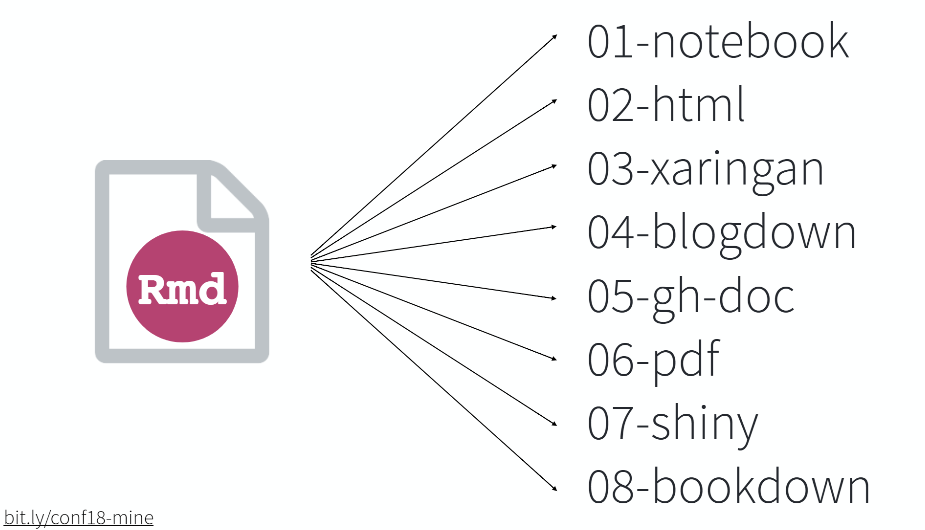 01-notebook
02-html
03-xaringan
04-blogdown
05-gh-doc
06-pdf
07-shiny
08-bookdown
Rmd
bit.ly/conf18-mine